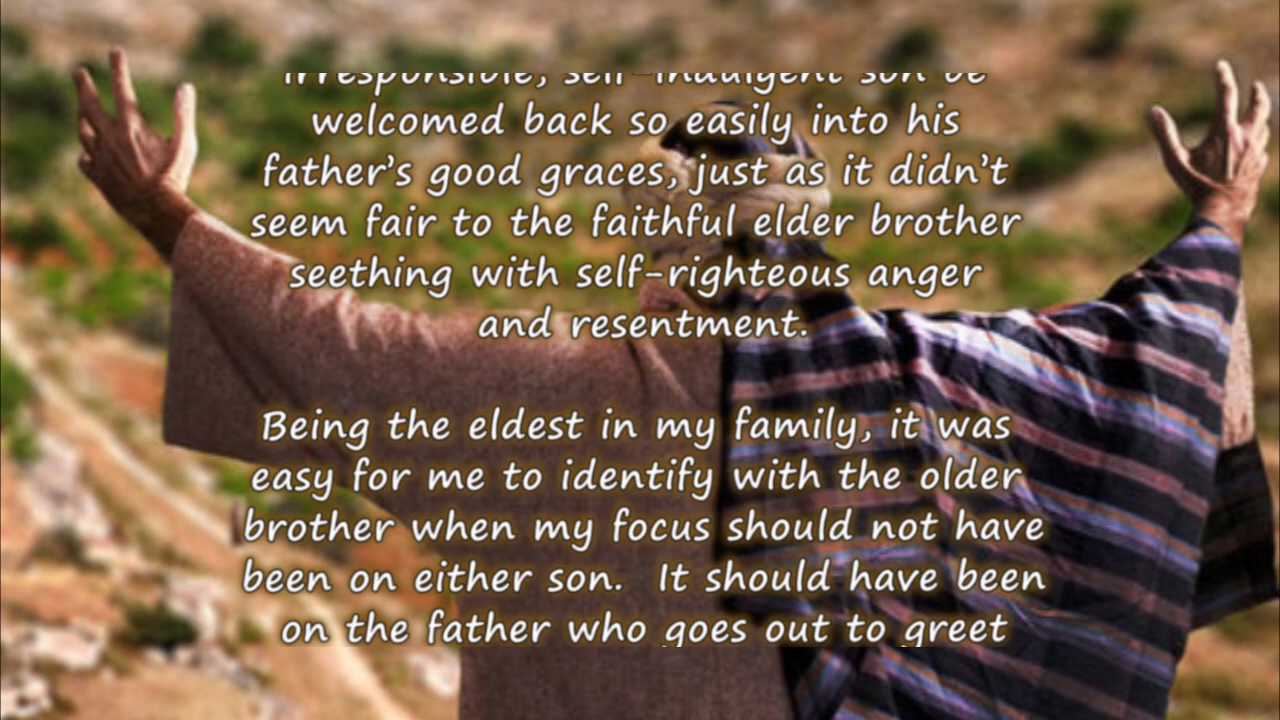 irresponsible, self-indulgent son be
welcomed back so easily into his
father’s good graces, just as it didn’t
seem fair to the faithful elder brother
seething with self-righteous anger
and resentment.
Being the eldest in my family, it was
easy for me to identify with the older
brother when my focus should not have
been on either son.  It should have been
on the father who goes out to greet